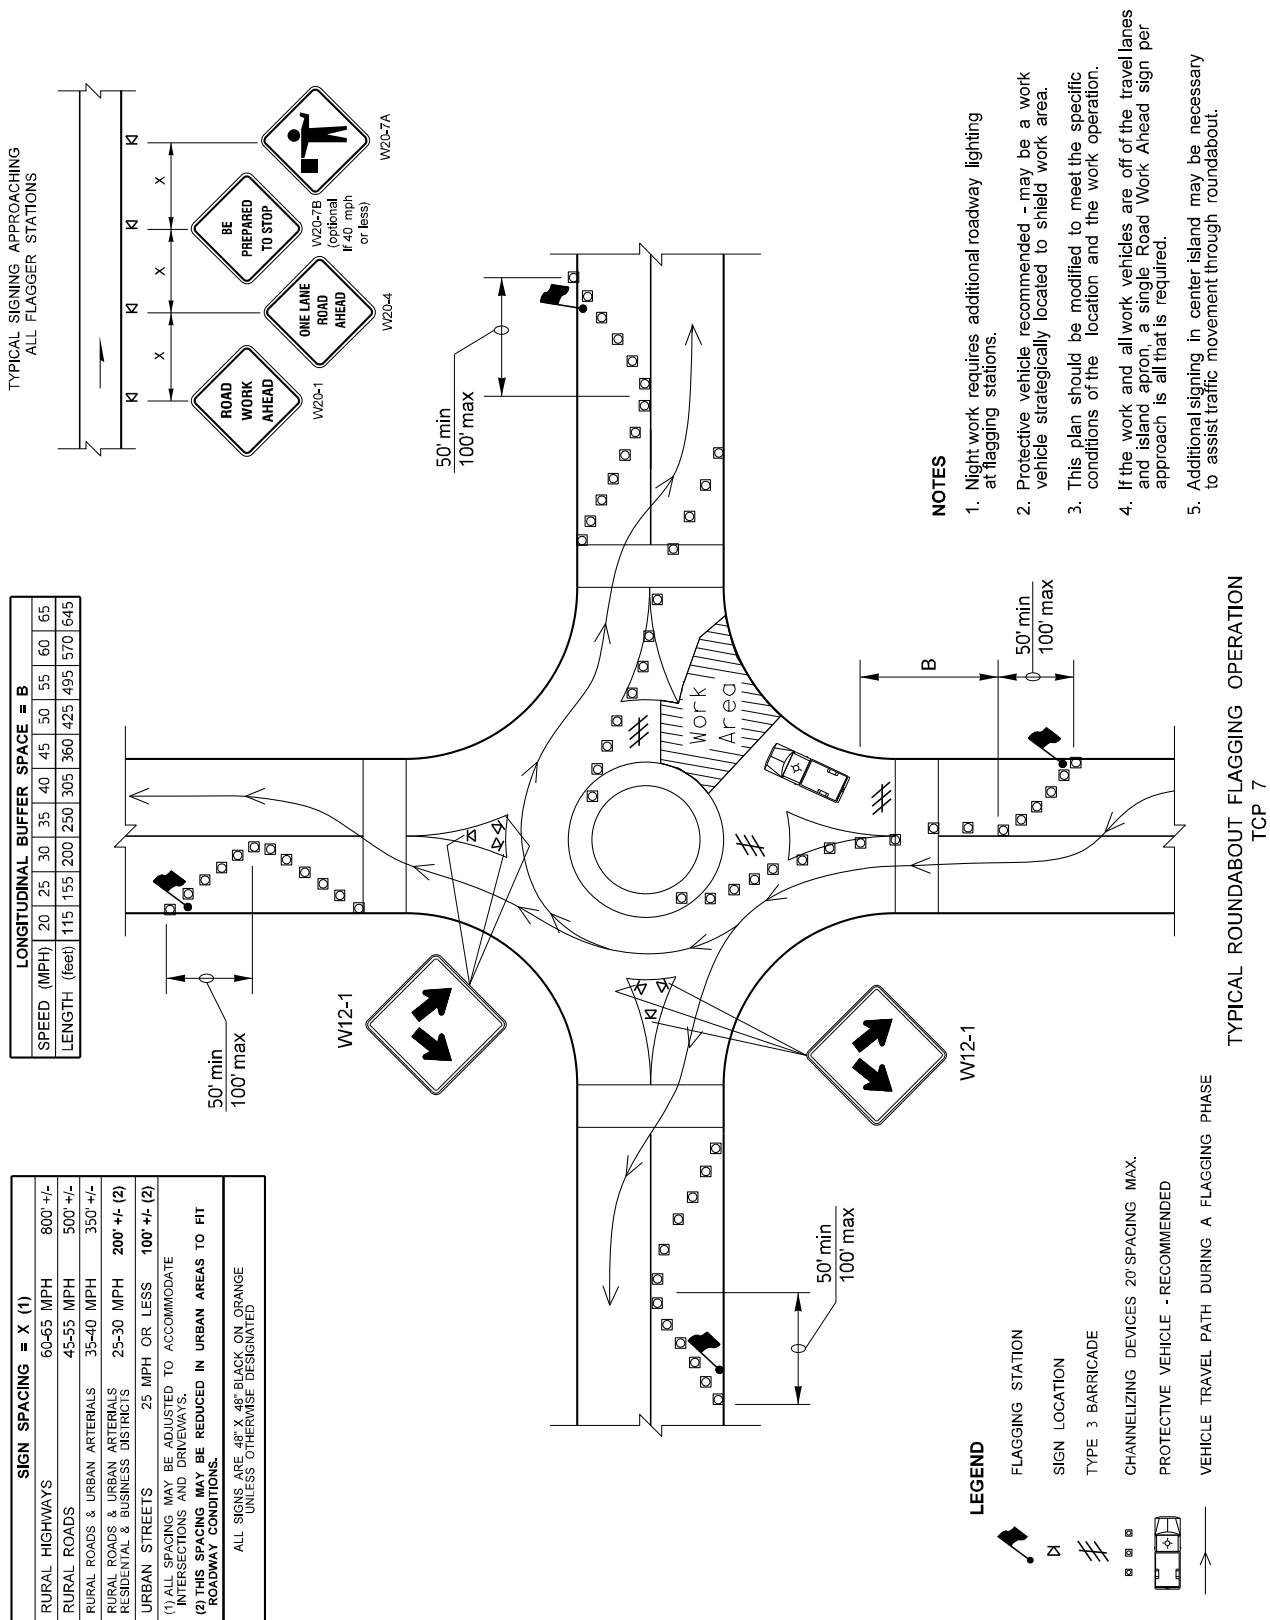 SIGN SPACING = X (1)
RURAL HIGHWAYS 60-65 MPH 800' +/-
RURAL ROADS 45-55 MPH 500' +/-
RURAL ROADS & URBAN ARTERIALS 35-40 MPH 350' +/-
RURAL ROADS & URBAN ARTERIALS
RESIDENTAL & BUSINESS DISTRICTS 25-30 MPH 200' +/- (2)
URBAN STREETS 25 MPH OR LESS 100' +/- (2)
(1) ALL SPACING MAY BE ADJUSTED TO ACCOMMODATE
INTERSECTIONS AND DRIVEWAYS.
(2) THIS SPACING MAY BE REDUCED IN URBAN AREAS TO FIT
ROADWAY CONDITIONS.
ALL SIGNS ARE 48" X 48" BLACK ON ORANGE
UNLESS OTHERWISE DESIGNATED
LONGITUDINAL BUFFER SPACE = B
SPEED (MPH) 20 25 30 35 40 45 50 55 60 65
LENGTH (feet) 115 155 200 250 305 360 425 495 570 645
TYPICAL SIGNING APPROACHING
ALL FLAGGER STATIONS
X
X
X
ROAD
WORK
AHEAD
W20-1
ONE LANE
ROAD
AHEAD
W20-4
BE
PREPARED
TO STOP
W20-7B
(optional
If 40 mph
or less)
W20-7A
50' min
100' max
W12-1
50' min
100' max
Work
Area
B
50' min
100' max
W12-1
50' min
100' max
NOTES
1. Night work requires additional roadway lighting
at flagging stations.
2. Protective vehicle recommended - may be a work
vehicle strategically located to shield work area.
3. This plan should be modified to meet the specific
conditions of the location and the work operation.
4. If the work and all work vehicles are off of the travel lanes
and island apron, a single Road Work Ahead sign per
approach is all that is required.
5. Additional signing in center island may be necessary
to assist traffic movement through roundabout.
LEGEND
FLAGGING STATION
SIGN LOCATION
TYPE 3 BARRICADE
CHANNELIZING DEVICES 20' SPACING MAX.
PROTECTIVE VEHICLE - RECOMMENDED
VEHICLE TRAVEL PATH DURING A FLAGGING PHASE
TYPICAL ROUNDABOUT FLAGGING OPERATION
TCP 7